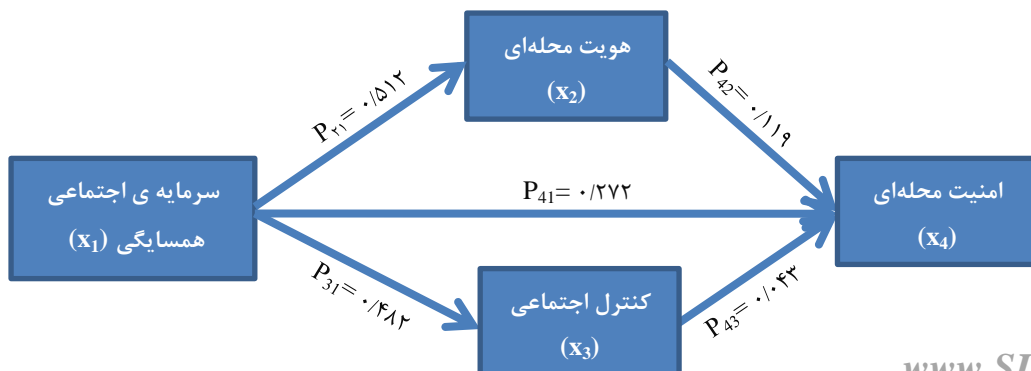 هویت محله‌ای
(x₂)
P₂₁= ۰/۵۱۲
P₄₂= ۰/۱۱۹
سرمایه ی اجتماعی
همسایگی (x₁)
P₄₁= ۰/۲۷۲
امنیت محله‌ای
(x₄)
P₃₁= ۰/۴۸۲
P₄₃= ۰/۰۴۳
کنترل اجتماعی
(x₃)